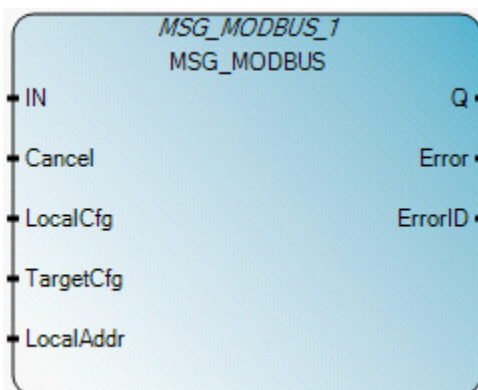 MSG_MODBUS_1
MSG_MODBUS
IN
Q
Cancel
Error
LocalCfg
ErrorID
TargetCfg
LocalAddr